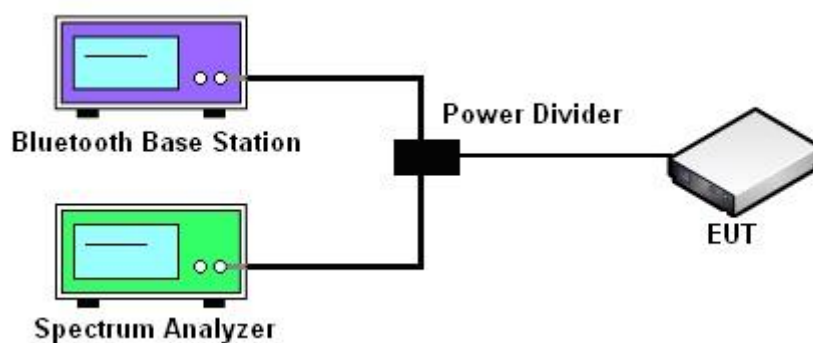 Bluetooth Base Station
Power Divider
EUT
Spectrum Analyzer